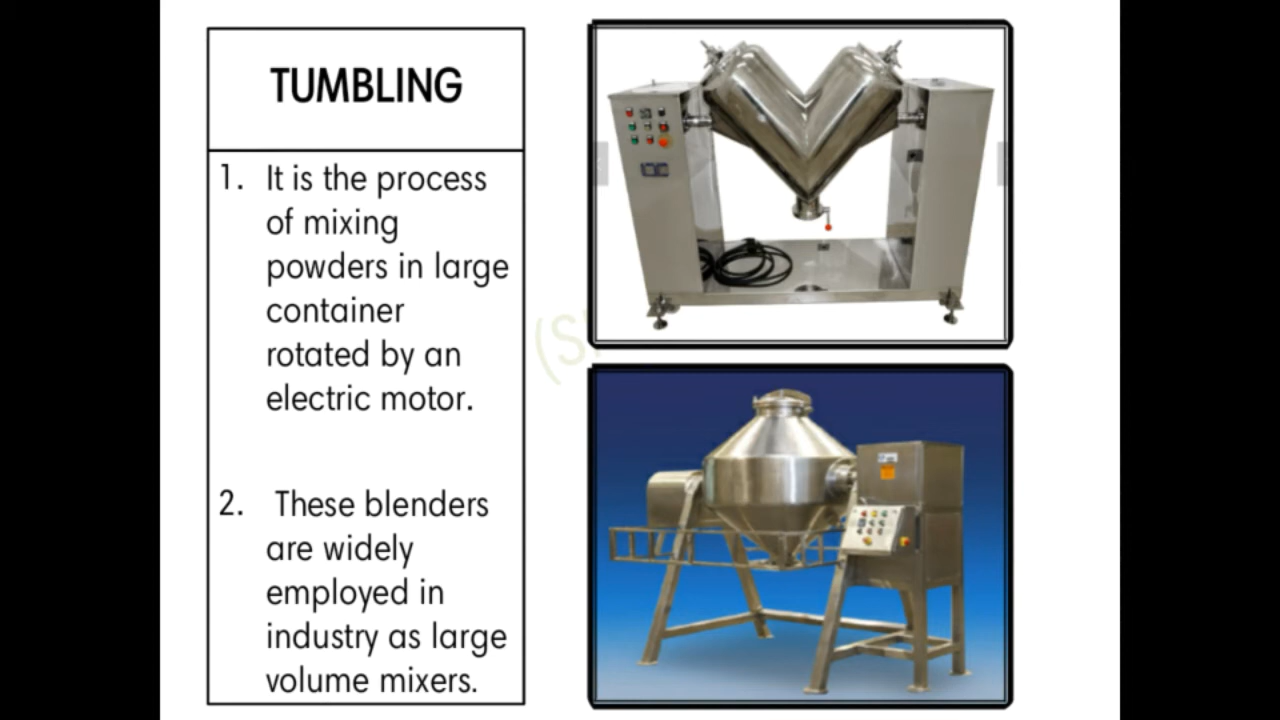 TUMBLING
1. It is the process
of mixing
powders in large
container
rotated by an
electric motor.
2. These blenders
are widely
employed in
industry as large
volume mixers.